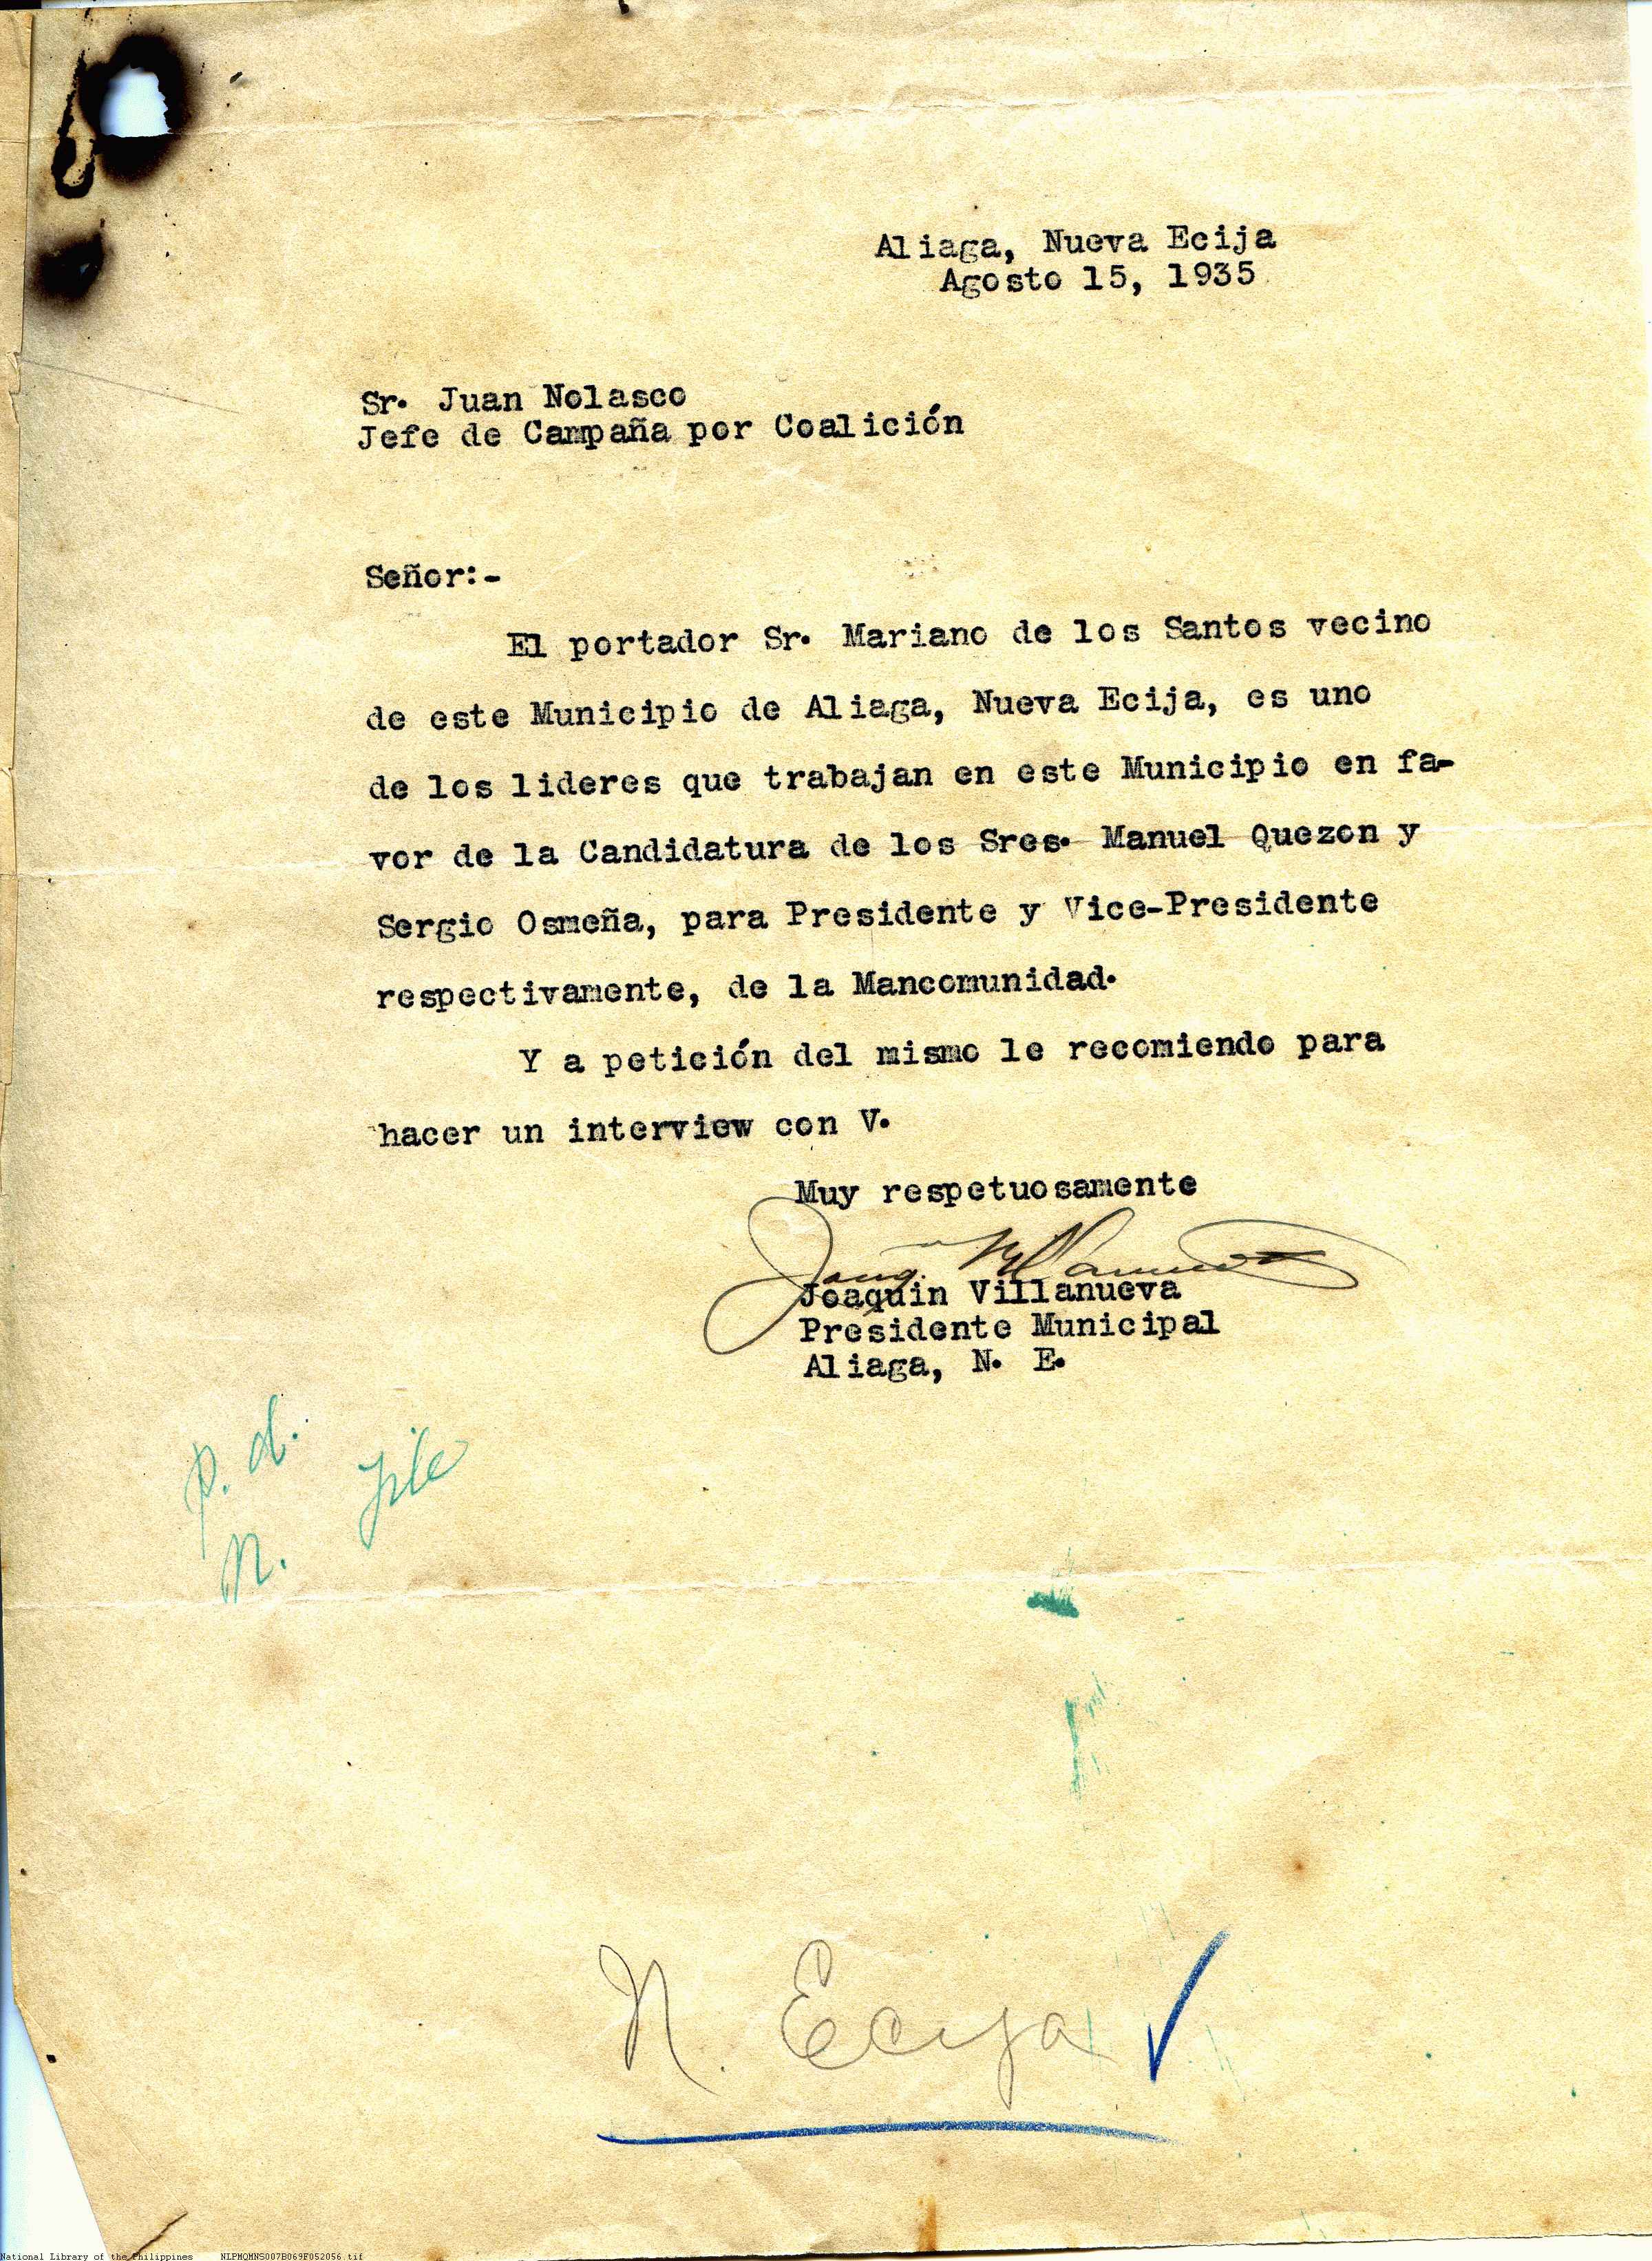 Aliaga, Nueva Ecija
Agosto 15, 1935
Sr. Juan Nolasco
Jefe de Campaña por Coalición
Señor:-
El portador Sr. Mariano de los Santos vecino
de este Municipio de Aliaga, Nueva Ecija, es uno
de los lideres que trabajan en este Municipio en fa-
vor de la Candidatura de los Sres. Manuel Quezon y
Sergio Osmeña, para Presidente y Vice-Presidente
respectivamente, de la Mancomunidad.
Y a petición del mismo le recomiendo para
hacer un interview con V.
Muy respetuosamente
Joaquin Villanueva
Presidente Municipal
Aliaga, N. E.
P. d.
File
N.
N. Ecija
National Library of the Philippines NLPMQMNS007B069F052056.tif